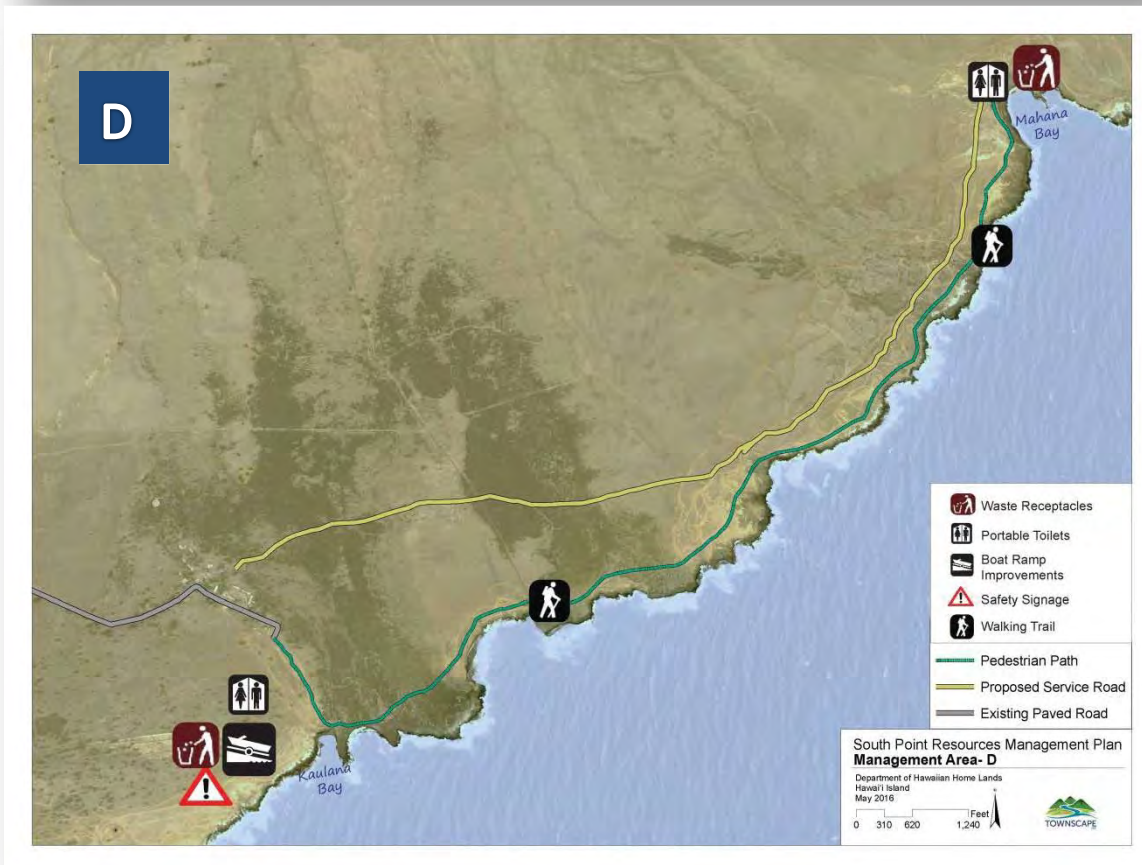 D
Mahana
Bay
Kaulana
Bay
Waste Receptacles
Portable Toilets
Boat Ramp
Improvements
Safety Signage
Walking Trail
Pedestrian Path
Proposed Service Road
Existing Paved Road
South Point Resources Management Plan
Management Area- D
Department of Hawaiian Home Lands
Hawai'i Island
May 2016
Feet
0 310 620 1,240
TOWNSCAPE